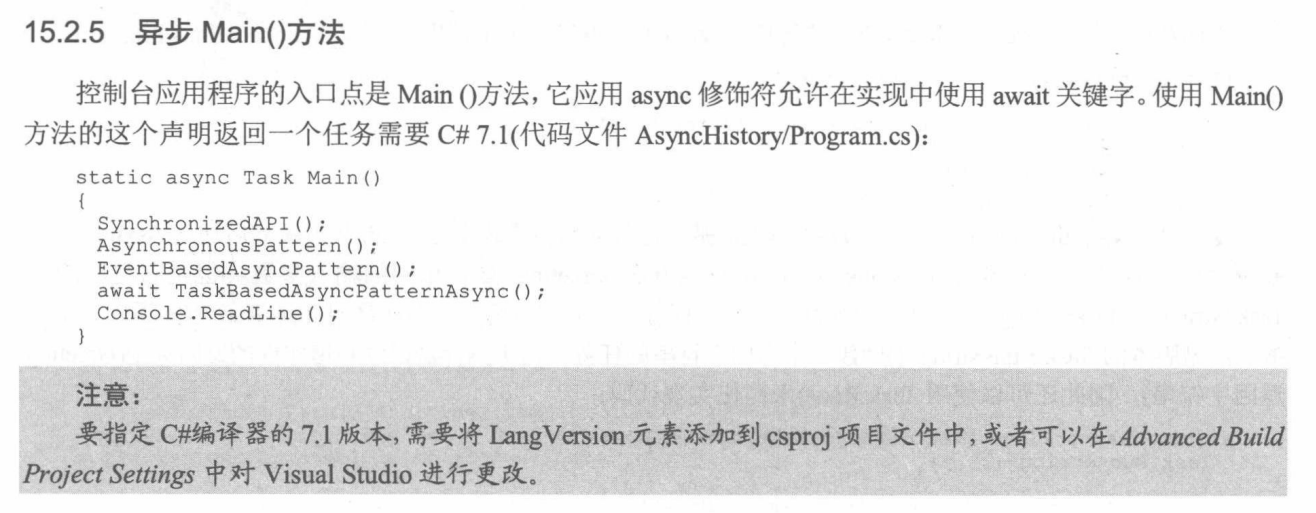 15.2.5 异步 Main()方法
控制台应用程序的入口点是 Main ()方法，它应用 async 修饰符允许在实现中使用 await 关键字。使用 Main()
方法的这个声明返回一个任务需要 C# 7.1(代码文件 AsyncHistory/Program.cs)：
static async Task Main()
{
  SynchronizedAPI();
  AsynchronousPattern();
  EventBasedAsyncPattern();
  await TaskBasedAsyncPatternAsync();
  Console.ReadLine();
}
注意：
要指定 C#编译器的 7.1 版本，需要将 LangVersion 元素添加到 csproj 项目文件中，或者可以在 Advanced Build
Project Settings 中对 Visual Studio 进行更改。